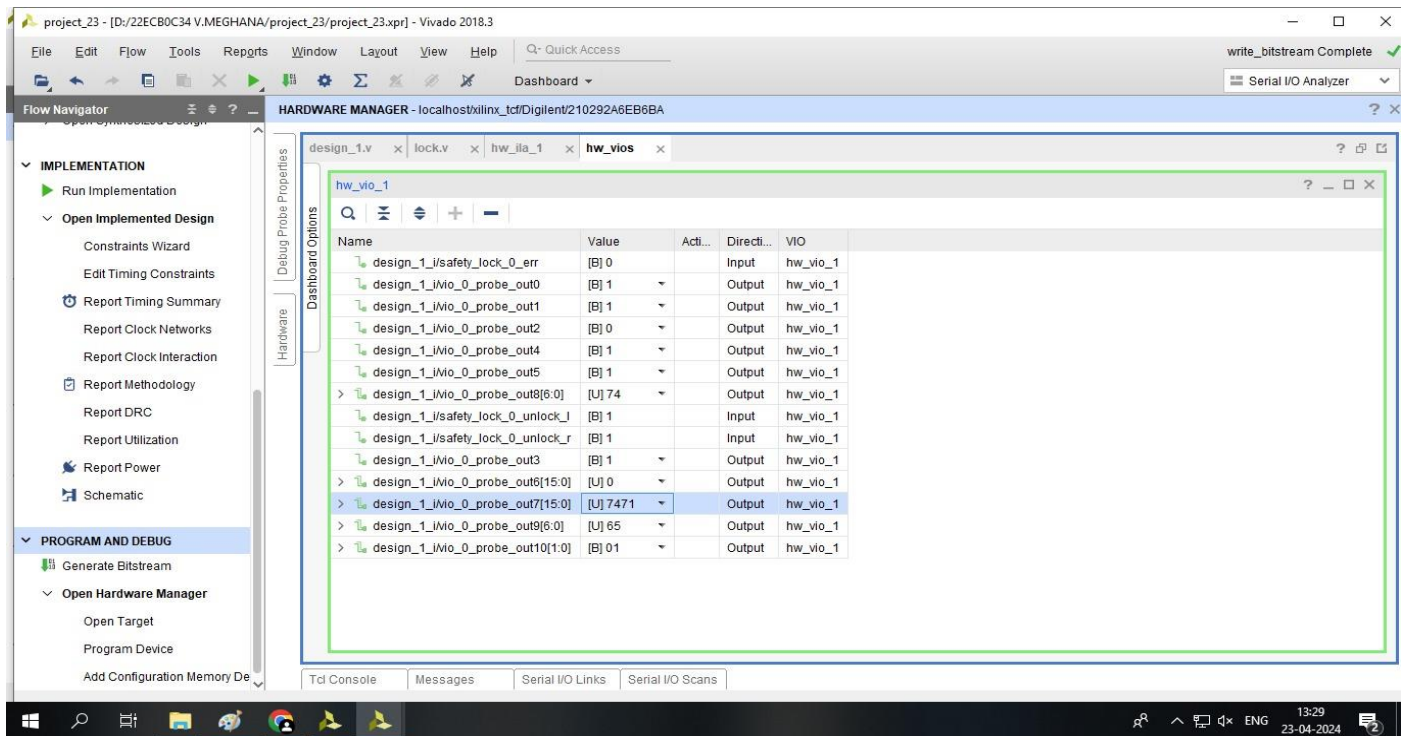 project_23 - [D:/22ECB0C34 V.MEGHANA/project_23/project_23.xpr] - Vivado 2018.3
File Edit Flow Tools Reports Window Layout View Help Quick Access write_bitstream Complete
Dashboard Serial I/O Analyzer
Flow Navigator
HARDWARE MANAGER - localhost/xilinx_tcf/Digilent/210292A6EB6BA
Open Synthesized Design
IMPLEMENTATION
Run Implementation
Open Implemented Design
Constraints Wizard
Edit Timing Constraints
Report Timing Summary
Report Clock Networks
Report Clock Interaction
Report Methodology
Report DRC
Report Utilization
Report Power
Schematic
PROGRAM AND DEBUG
Generate Bitstream
Open Hardware Manager
Open Target
Program Device
Add Configuration Memory De
Debug Probe Properties
Hardware
Dashboard Options
design_1.v lock.v hw_ila_1 hw_vios
hw_vio_1
Name Value Acti... Directi... VIO
design_1_i/safety_lock_0_err [B] 0 Input hw_vio_1
design_1_i/vio_0_probe_out0 [B] 1 Output hw_vio_1
design_1_i/vio_0_probe_out1 [B] 1 Output hw_vio_1
design_1_i/vio_0_probe_out2 [B] 0 Output hw_vio_1
design_1_i/vio_0_probe_out4 [B] 1 Output hw_vio_1
design_1_i/vio_0_probe_out5 [B] 1 Output hw_vio_1
design_1_i/vio_0_probe_out8[6:0] [U] 74 Output hw_vio_1
design_1_i/safety_lock_0_unlock_l [B] 1 Input hw_vio_1
design_1_i/safety_lock_0_unlock_r [B] 1 Input hw_vio_1
design_1_i/vio_0_probe_out3 [B] 1 Output hw_vio_1
design_1_i/vio_0_probe_out6[15:0] [U] 0 Output hw_vio_1
design_1_i/vio_0_probe_out7[15:0] [U] 7471 Output hw_vio_1
design_1_i/vio_0_probe_out9[6:0] [U] 65 Output hw_vio_1
design_1_i/vio_0_probe_out10[1:0] [B] 01 Output hw_vio_1
Tcl Console Messages Serial I/O Links Serial I/O Scans
ENG
13:29
23-04-2024
2